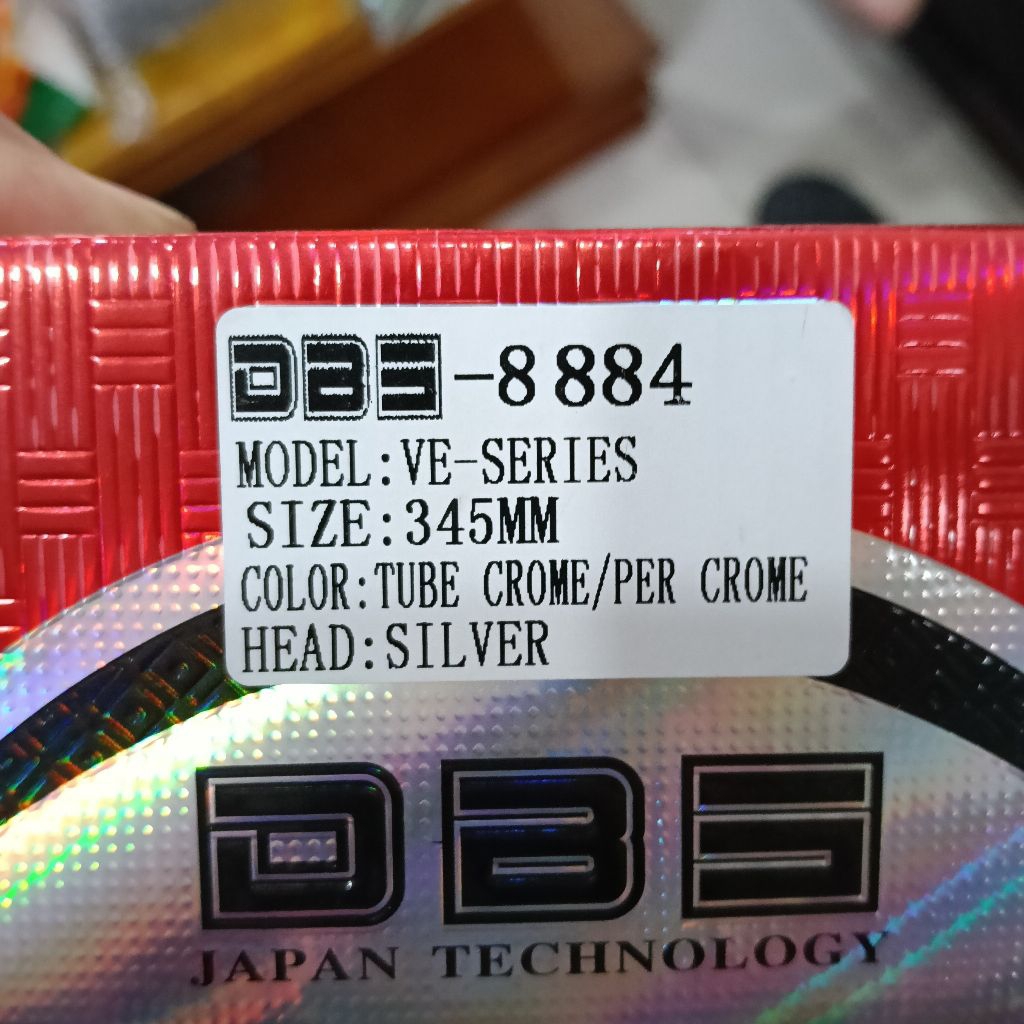 DBS-8884
MODEL:VE-SERIES
SIZE:345MM
COLOR:TUBE CROME/PER CROME
HEAD:SILVER
DBS
JAPAN TECHNOLOGY